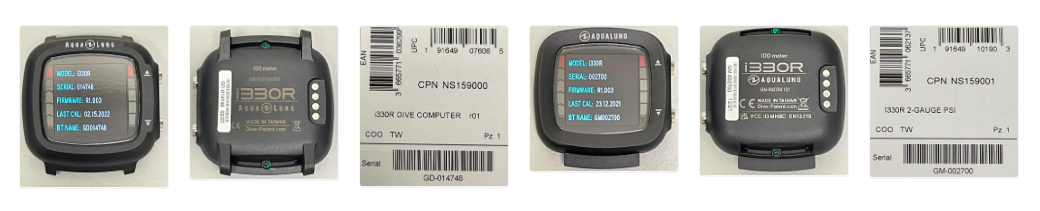 AQUALUNG
MODEL: i330R
SERIAL: 014748
FIRMWARE: R1.003
LAST CAL: 02.15.2022
BT NAME: GD014748
100 meter
i330R
AQUALUNG
MADE IN TAIWAN
Dive-Patent.com
EAN
UPC
1 91649 07606 5
CPN NS159000
i330R DIVE COMPUTER r01
COO TW
Pz. 1
Serial
GD-014748
AQUALUNG
MODEL: i330R
SERIAL: 002700
FIRMWARE: R1.003
LAST CAL: 23.12.2021
BT NAME: GM002700
100 meter
i330R
AQUALUNG
MADE IN TAIWAN
Dive-Patent.com
EAN
UPC
1 91649 10190 3
CPN NS159001
i330R 2-GAUGE PSI
COO TW
Pz. 1
Serial
GM-002700